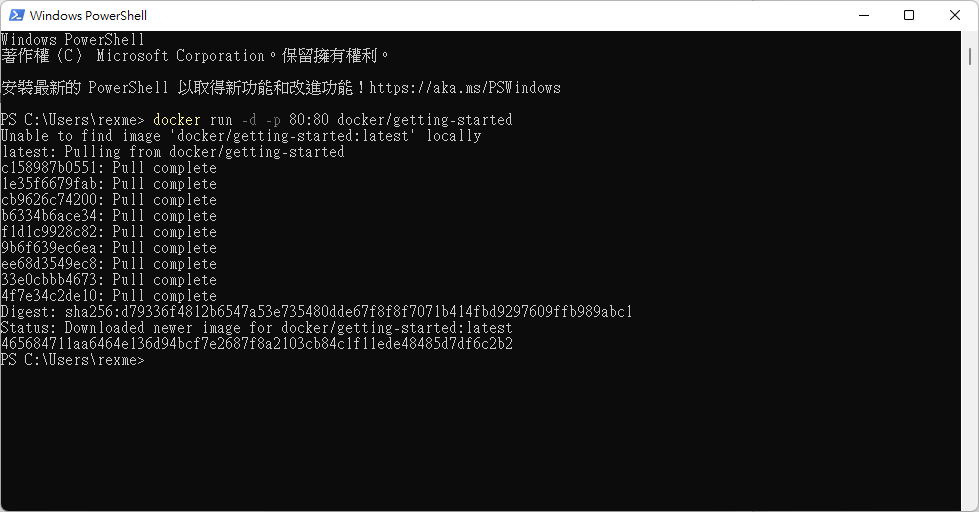 Windows PowerShell
Windows PowerShell
著作權 (C) Microsoft Corporation。保留擁有權利。
安裝最新的 PowerShell 以取得新功能和改進功能！https://aka.ms/PSWindows
PS C:\Users\rexme> docker run -d -p 80:80 docker/getting-started
Unable to find image 'docker/getting-started:latest' locally
latest: Pulling from docker/getting-started
c158987b0551: Pull complete
1e35f6679fab: Pull complete
cb9626c74200: Pull complete
b6334b6ace34: Pull complete
f1d1c9928c82: Pull complete
9b6f639ec6ea: Pull complete
ee68d3549ec8: Pull complete
33e0cbbb4673: Pull complete
4f7e34c2de10: Pull complete
Digest: sha256:d79336f4812b6547a53e735480dde67f8f8f7071b414fbd9297609ffb989abc1
Status: Downloaded newer image for docker/getting-started:latest
465684711aa6464e136d94bcf7e2687f8a2103cb84c1f11ede48485d7df6c2b2
PS C:\Users\rexme>